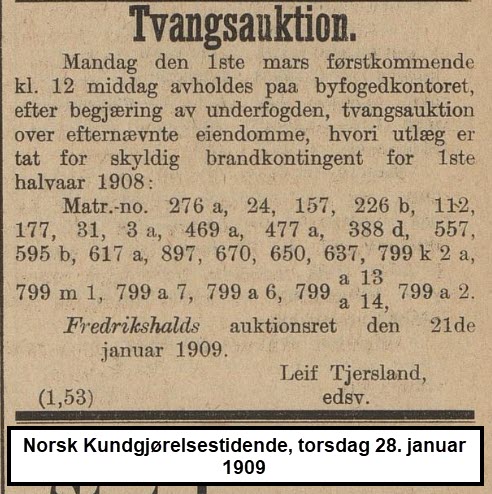 Tvangsauktion.
Mandag den 1ste mars førstkommende
kl. 12 middag avholdes paa byfogedkontoret,
efter begjæring av underfogden, tvangsauktion
over efternævnte eiendomme, hvori utlæg er
tat for skyldig brandkontingent for 1ste
halvaar 1908:
Matr.-no. 276 a, 24, 157, 226 b, 112,
177, 31, 3 a, 469 a, 477 a, 388 d, 557,
595 b, 617 a, 897, 670, 650, 637, 799 k 2 a,
799 m 1, 799 a 7, 799 a 6, 799 a 13
a 14, 799 a 2.
Fredrikshalds auktionsret den 21de
januar 1909.
Leif Tjersland,
(1,53) edsv.
Norsk Kundgjørelsestidende, torsdag 28. januar
1909